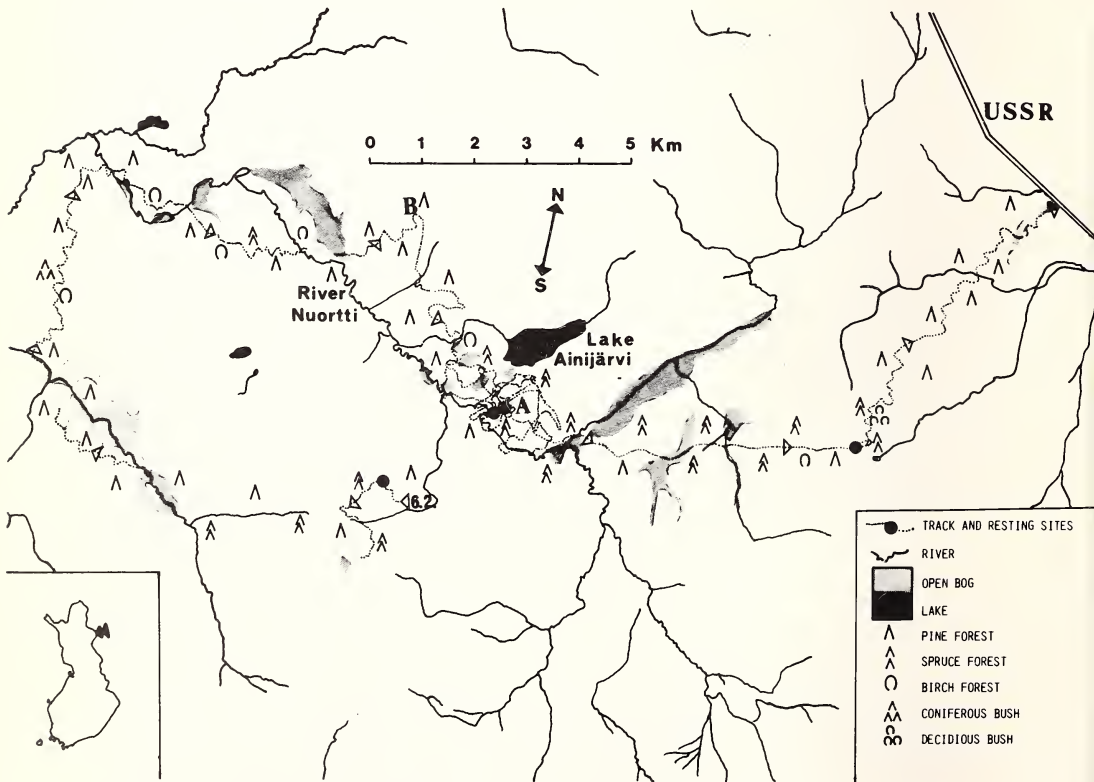 USSR
0 1 2 3 4 5 Km
B
N
S
River
Nuortti
Lake
Ainijärvi
A
6.2
TRACK AND RESTING SITES
RIVER
OPEN BOG
LAKE
PINE FOREST
SPRUCE FOREST
BIRCH FOREST
CONIFEROUS BUSH
DECIDIOUS BUSH